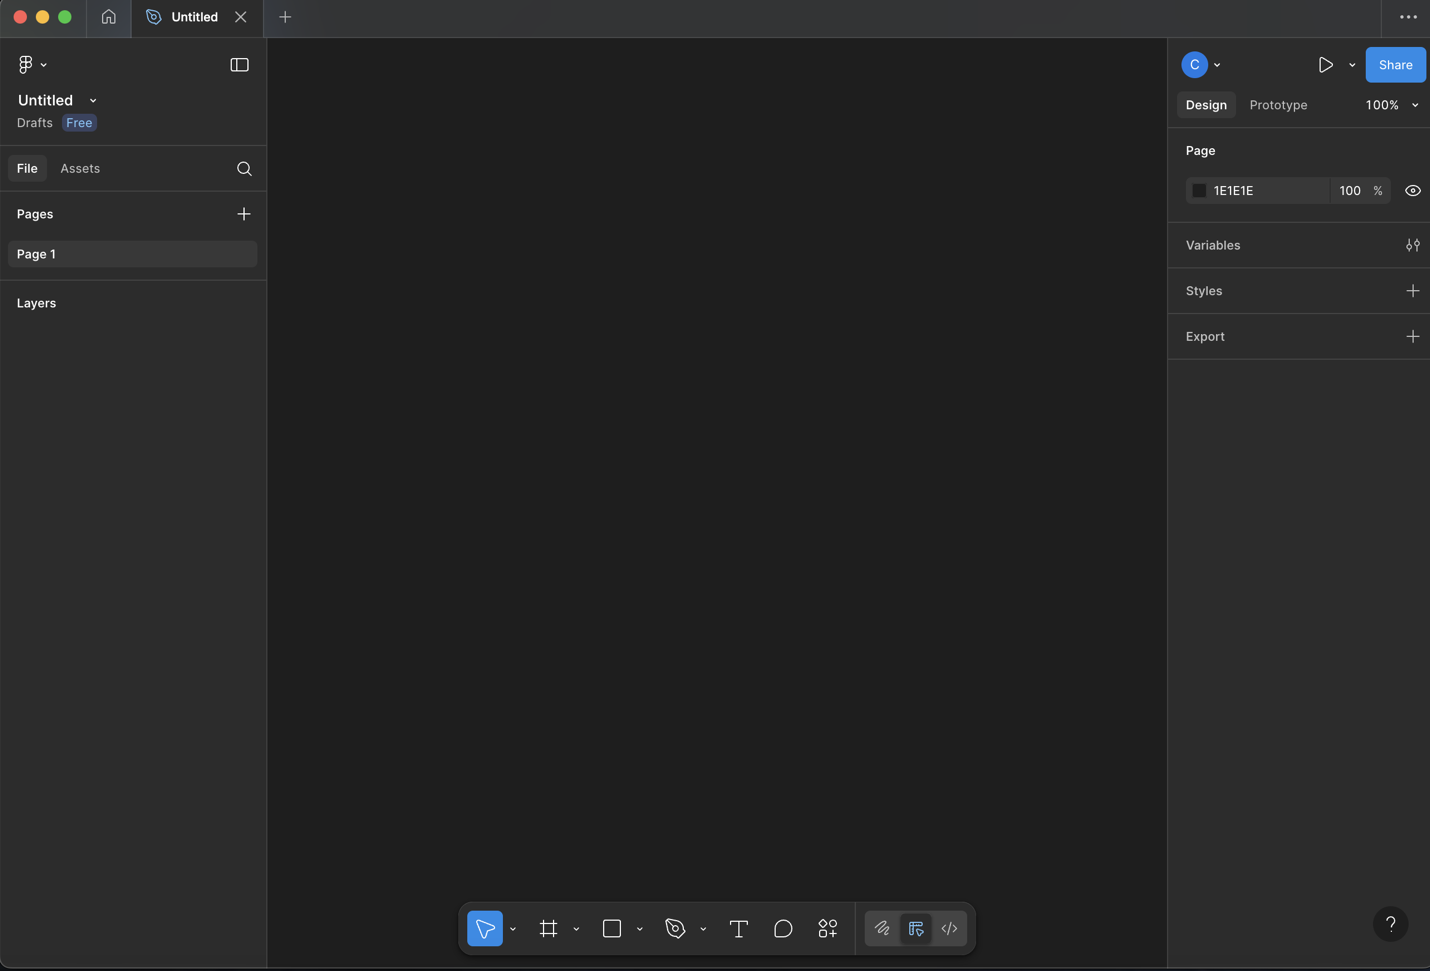 Untitled
Untitled
Drafts Free
File Assets
Pages
Page 1
Layers
C
Share
Design Prototype 100%
Page
1E1E1E 100 %
Variables
Styles
Export
T
</>
?